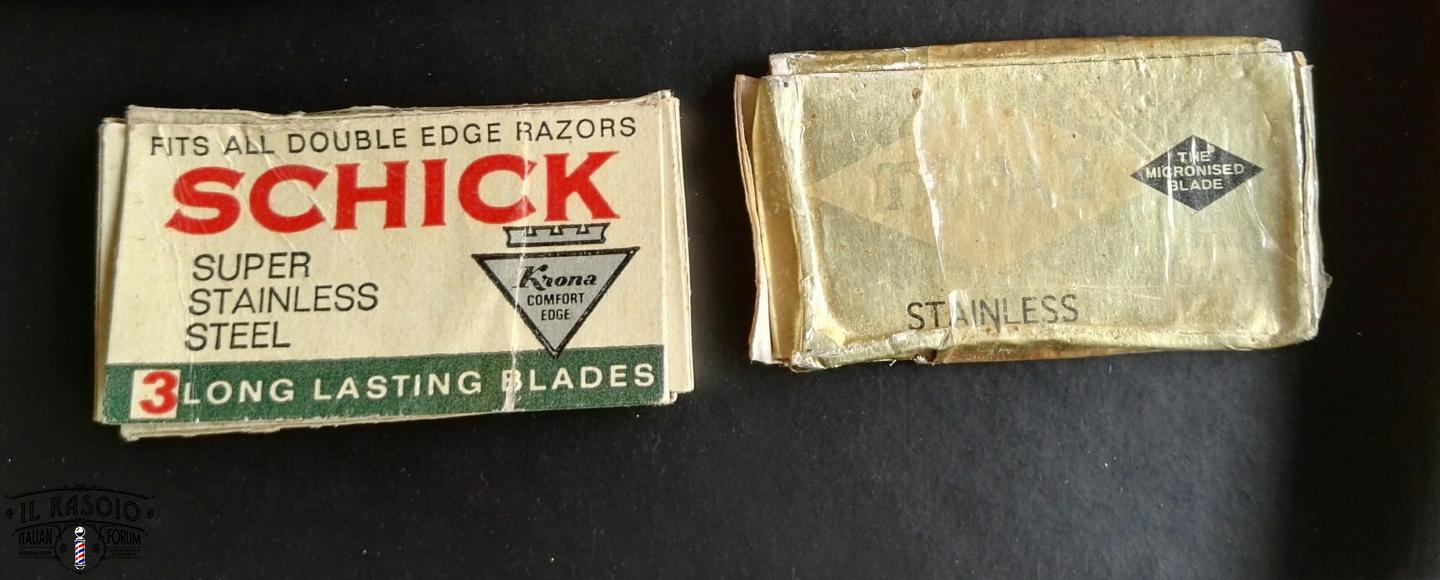 FITS ALL DOUBLE EDGE RAZORS
SCHICK
SUPER
STAINLESS
STEEL
Krona
COMFORT
EDGE
3 LONG LASTING BLADES
THE
MICRONISED
BLADE
STAINLESS
IL RASOIO
ITALIAN FORUM